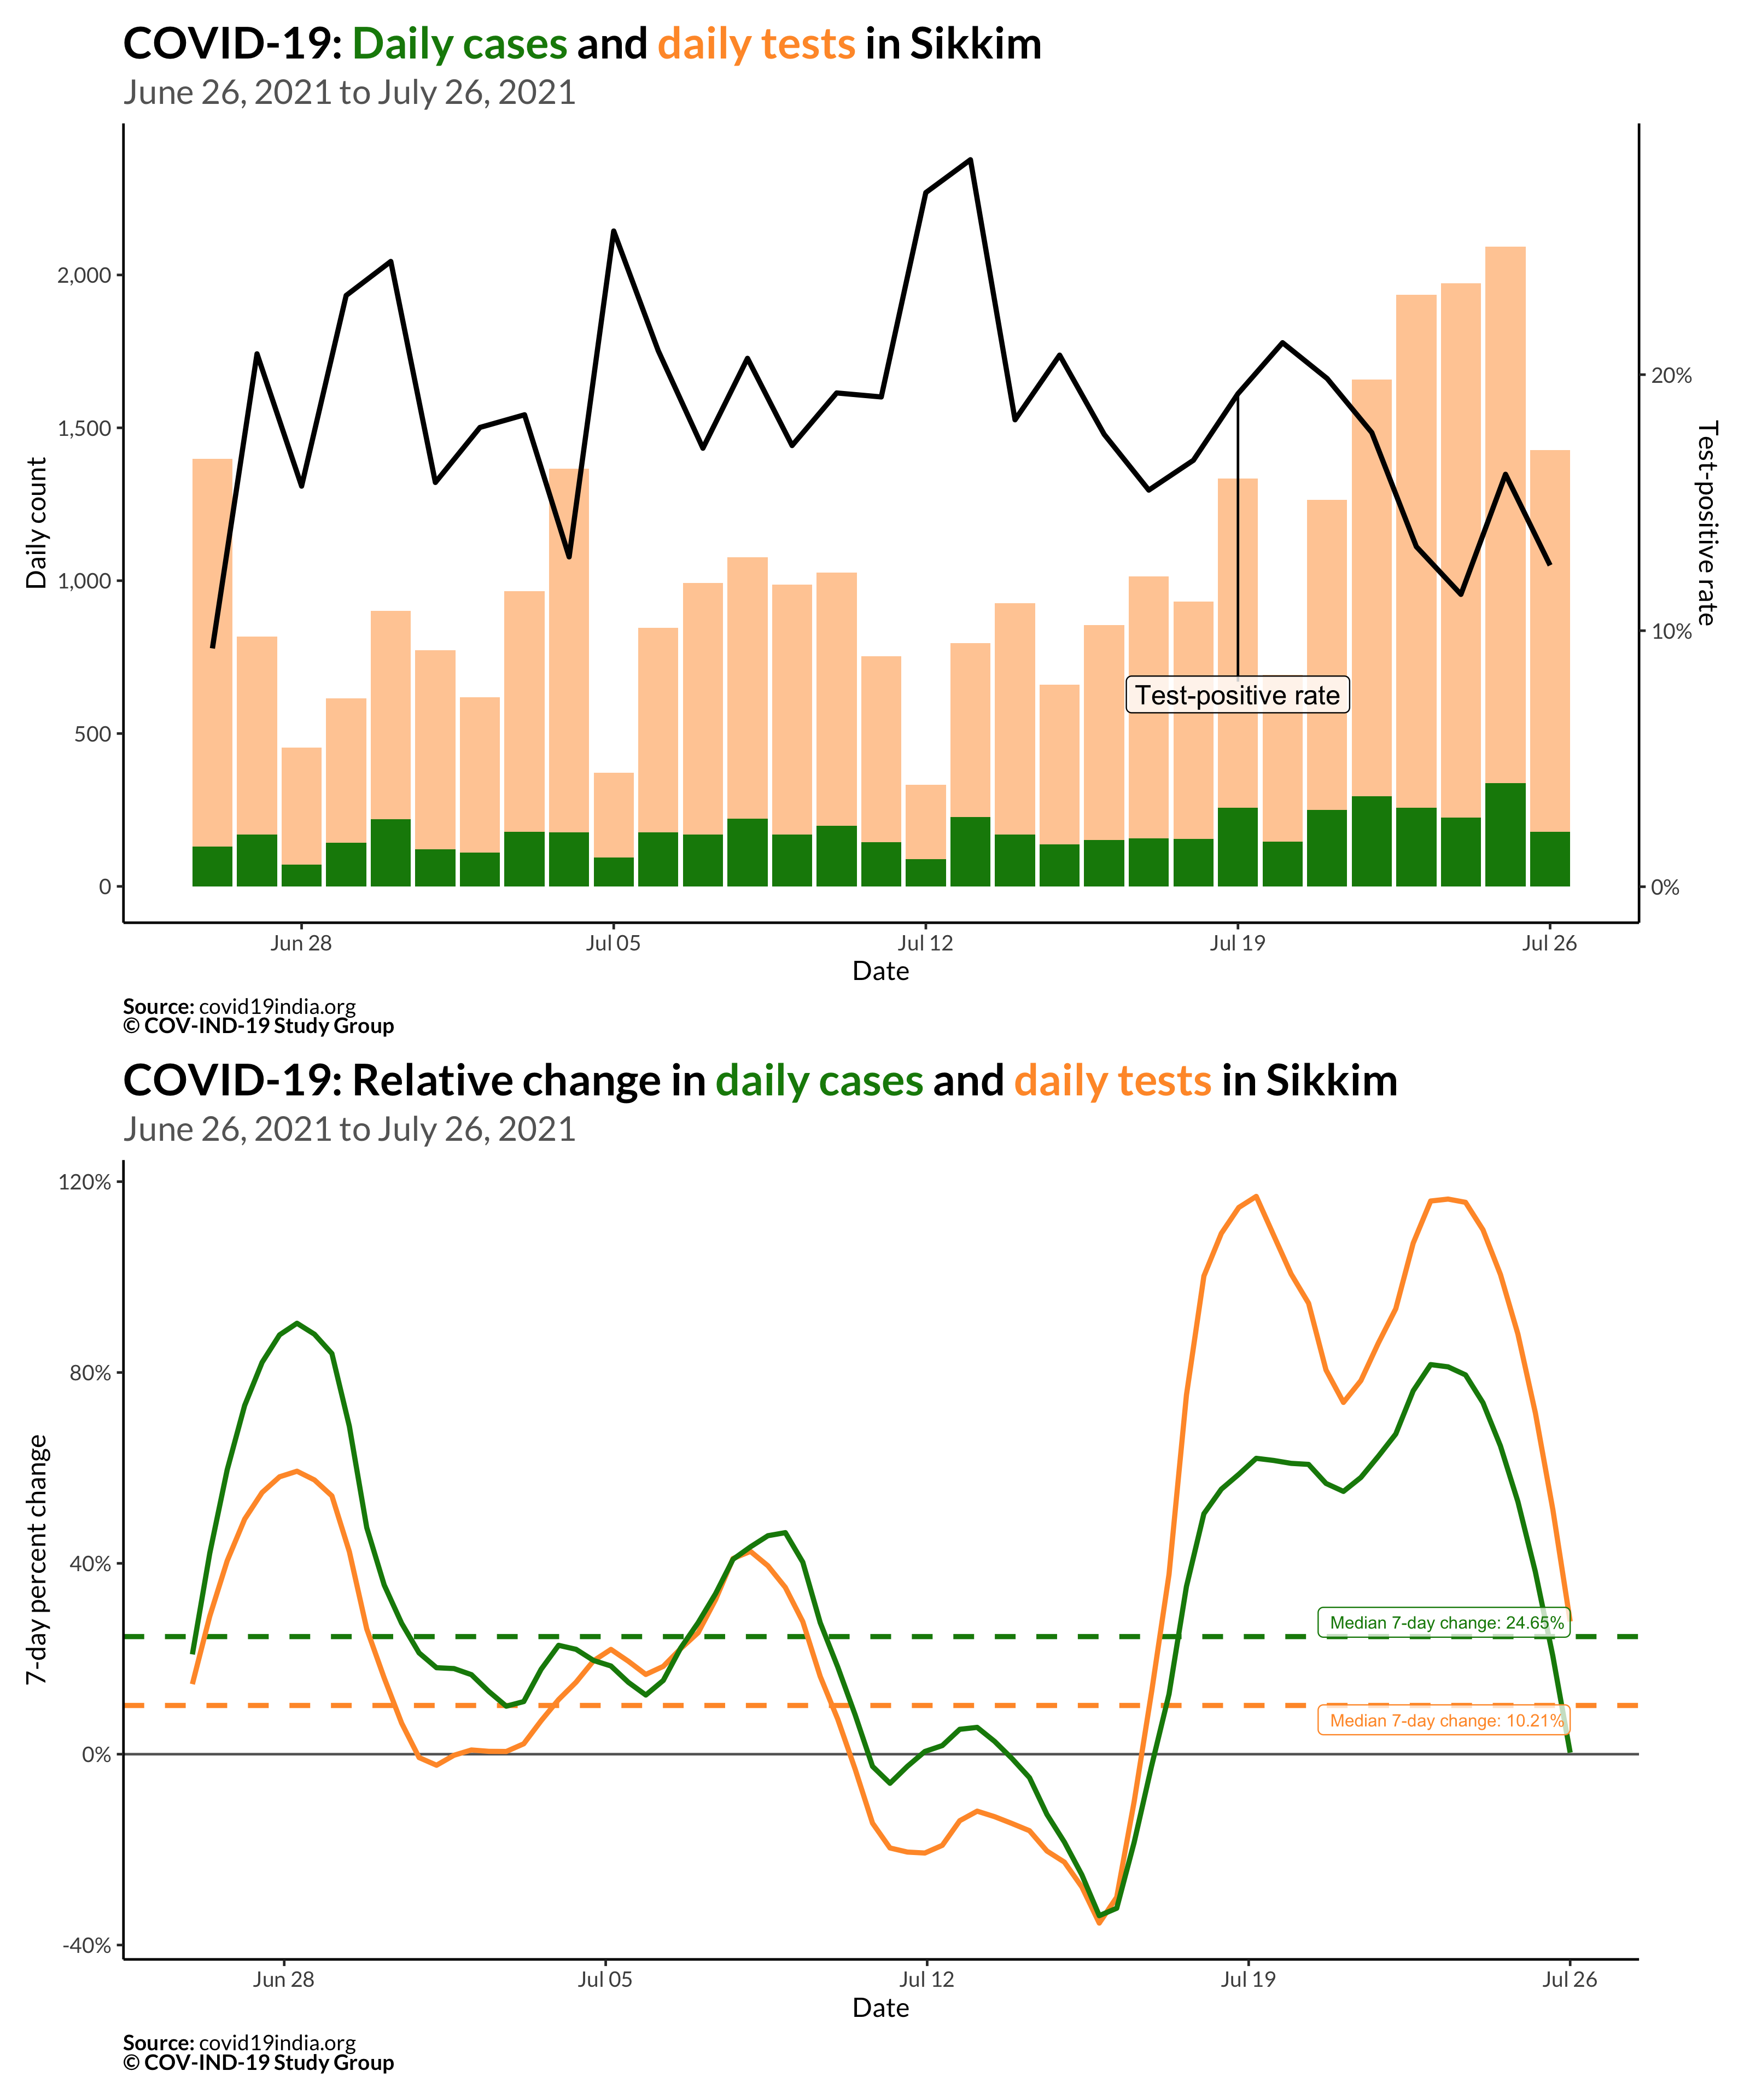 COVID-19: Daily cases and daily tests in Sikkim
June 26, 2021 to July 26, 2021
Daily count
2,000
1,500
1,000
500
0
20%
10%
0%
Test-positive rate
Test-positive rate
Jun 28
Jul 05
Jul 12
Jul 19
Jul 26
Date
Source: covid19india.org
© COV-IND-19 Study Group
COVID-19: Relative change in daily cases and daily tests in Sikkim
June 26, 2021 to July 26, 2021
7-day percent change
120%
80%
40%
0%
-40%
Median 7-day change: 24.65%
Median 7-day change: 10.21%
Jun 28
Jul 05
Jul 12
Jul 19
Jul 26
Date
Source: covid19india.org
© COV-IND-19 Study Group